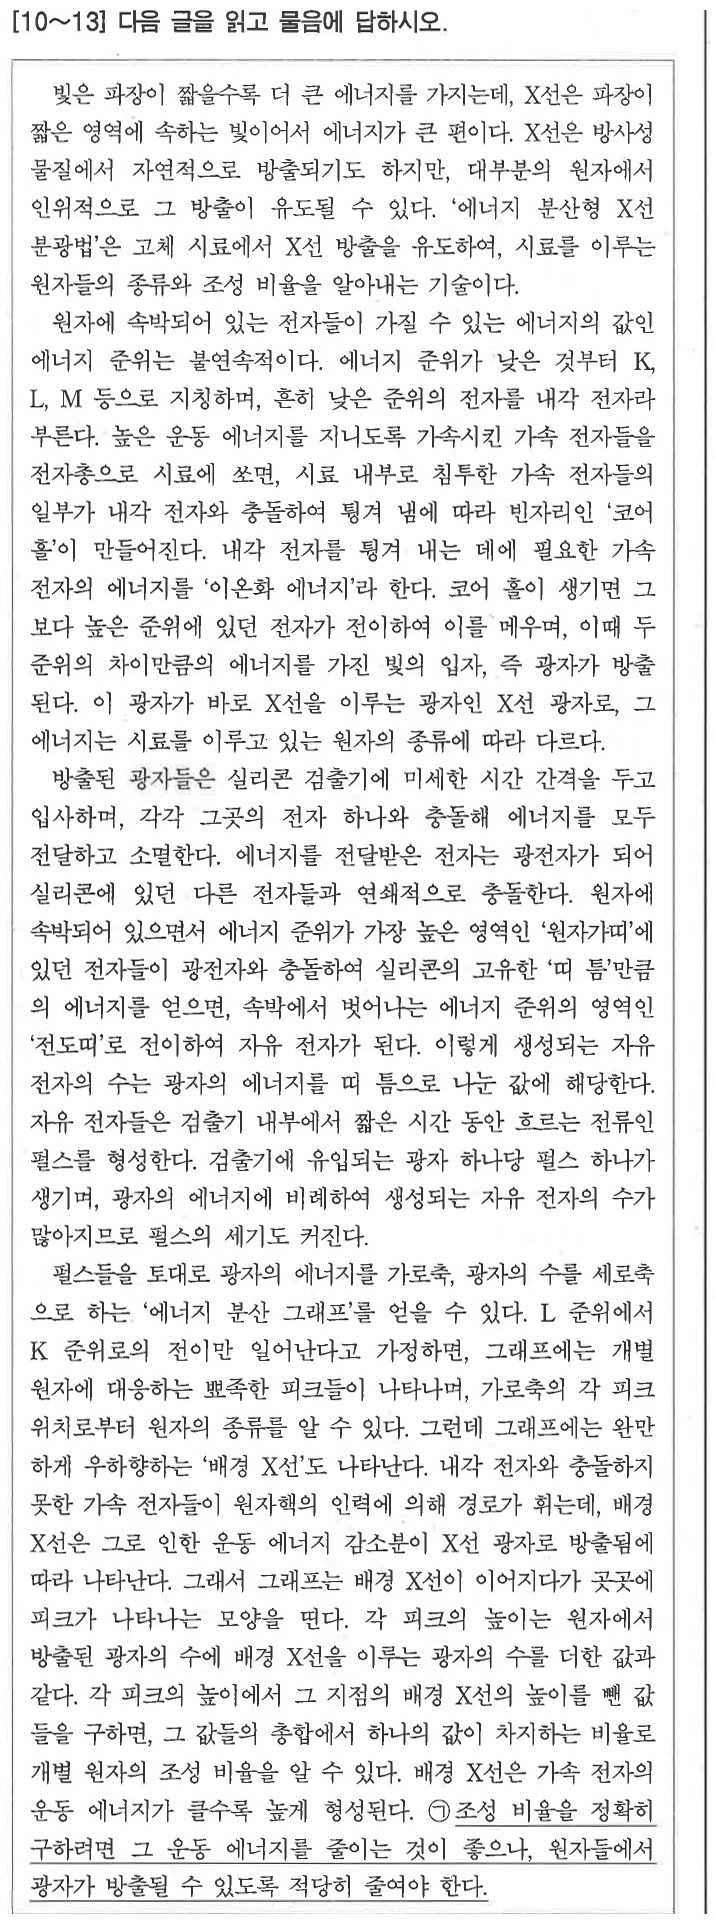 [10~13] 다음 글을 읽고 물음에 답하시오.
빛은 파장이 짧을수록 더 큰 에너지를 가지는데, X선은 파장이
짧은 영역에 속하는 빛이어서 에너지가 큰 편이다. X선은 방사성
물질에서 자연적으로 방출되기도 하지만, 대부분의 원자에서
인위적으로 그 방출이 유도될 수 있다. ‘에너지 분산형 X선
분광법’은 고체 시료에서 X선 방출을 유도하여, 시료를 이루는
원자들의 종류와 조성 비율을 알아내는 기술이다.
원자에 속박되어 있는 전자들이 가질 수 있는 에너지의 값인
에너지 준위는 불연속적이다. 에너지 준위가 낮은 것부터 K,
L, M 등으로 지칭하며, 흔히 낮은 준위의 전자를 내각 전자라
부른다. 높은 운동 에너지를 지니도록 가속시킨 가속 전자들을
전자총으로 시료에 쏘면, 시료 내부로 침투한 가속 전자들의
일부가 내각 전자와 충돌하여 튕겨 냄에 따라 빈자리인 ‘코어
홀’이 만들어진다. 내각 전자를 튕겨 내는 데에 필요한 가속
전자의 에너지를 ‘이온화 에너지’라 한다. 코어 홀이 생기면 그
보다 높은 준위에 있던 전자가 전이하여 이를 메우며, 이때 두
준위의 차이만큼의 에너지를 가진 빛의 입자, 즉 광자가 방출
된다. 이 광자가 바로 X선을 이루는 광자인 X선 광자로, 그
에너지는 시료를 이루고 있는 원자의 종류에 따라 다르다.
방출된 광자들은 실리콘 검출기에 미세한 시간 간격을 두고
입사하며, 각각 그곳의 전자 하나와 충돌해 에너지를 모두
전달하고 소멸한다. 에너지를 전달받은 전자는 광전자가 되어
실리콘에 있던 다른 전자들과 연쇄적으로 충돌한다. 원자에
속박되어 있으면서 에너지 준위가 가장 높은 영역인 ‘원자가띠’에
있던 전자들이 광전자와 충돌하여 실리콘의 고유한 ‘띠 틈’만큼
의 에너지를 얻으면, 속박에서 벗어나는 에너지 준위의 영역인
‘전도띠’로 전이하여 자유 전자가 된다. 이렇게 생성되는 자유
전자의 수는 광자의 에너지를 띠 틈으로 나눈 값에 해당한다.
자유 전자들은 검출기 내부에서 짧은 시간 동안 흐르는 전류인
펄스를 형성한다. 검출기에 유입되는 광자 하나당 펄스 하나가
생기며, 광자의 에너지에 비례하여 생성되는 자유 전자의 수가
많아지므로 펄스의 세기도 커진다.
펄스들을 토대로 광자의 에너지를 가로축, 광자의 수를 세로축
으로 하는 ‘에너지 분산 그래프’를 얻을 수 있다. L 준위에서
K 준위로의 전이만 일어난다고 가정하면, 그래프에는 개별
원자에 대응하는 뾰족한 피크들이 나타나며, 가로축의 각 피크
위치로부터 원자의 종류를 알 수 있다. 그런데 그래프에는 완만
하게 우하향하는 ‘배경 X선’도 나타난다. 내각 전자와 충돌하지
못한 가속 전자들이 원자핵의 인력에 의해 경로가 휘는데, 배경
X선은 그로 인한 운동 에너지 감소분이 X선 광자로 방출됨에
따라 나타난다. 그래서 그래프는 배경 X선이 이어지다가 곳곳에
피크가 나타나는 모양을 띤다. 각 피크의 높이는 원자에서
방출된 광자의 수에 배경 X선을 이루는 광자의 수를 더한 값과
같다. 각 피크의 높이에서 그 지점의 배경 X선의 높이를 뺀 값
들을 구하면, 그 값들의 총합에서 하나의 값이 차지하는 비율로
개별 원자의 조성 비율을 알 수 있다. 배경 X선은 가속 전자의
운동 에너지가 클수록 높게 형성된다. ㉠조성 비율을 정확히
구하려면 그 운동 에너지를 줄이는 것이 좋으나, 원자들에서
광자가 방출될 수 있도록 적당히 줄여야 한다.